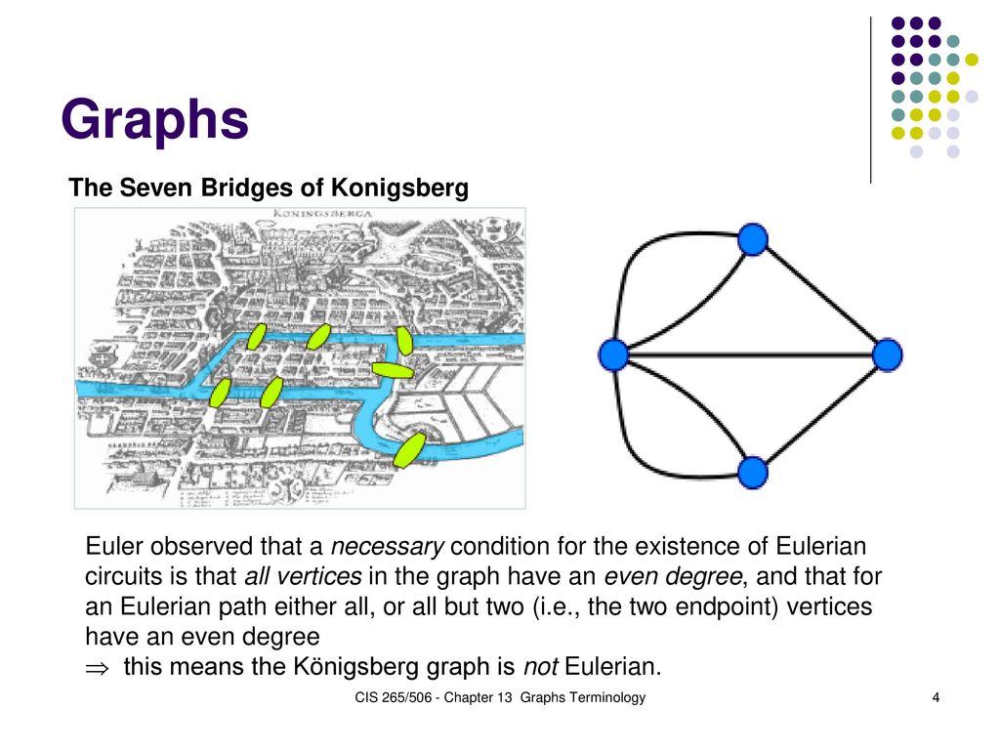 Graphs
The Seven Bridges of Konigsberg
KONINGSBERGA
Euler observed that a necessary condition for the existence of Eulerian
circuits is that all vertices in the graph have an even degree, and that for
an Eulerian path either all, or all but two (i.e., the two endpoint) vertices
have an even degree
⇒ this means the Königsberg graph is not Eulerian.
CIS 265/506 - Chapter 13 Graphs Terminology
4